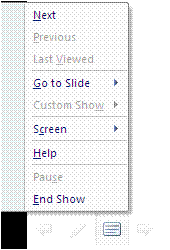 Next
Previous
Last Viewed
Go to Slide
Custom Show
Screen
Help
Pause
End Show